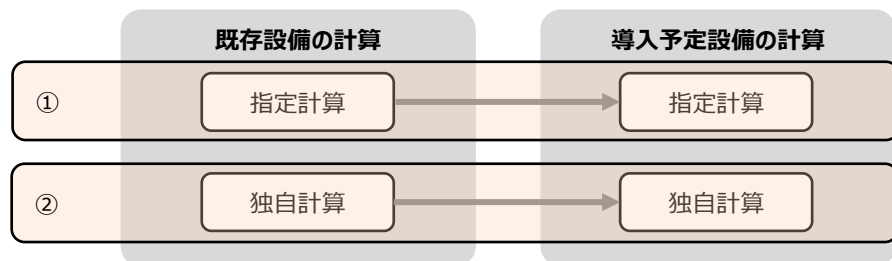 既存設備の計算 導入予定設備の計算
① 指定計算 指定計算
② 独自計算 独自計算